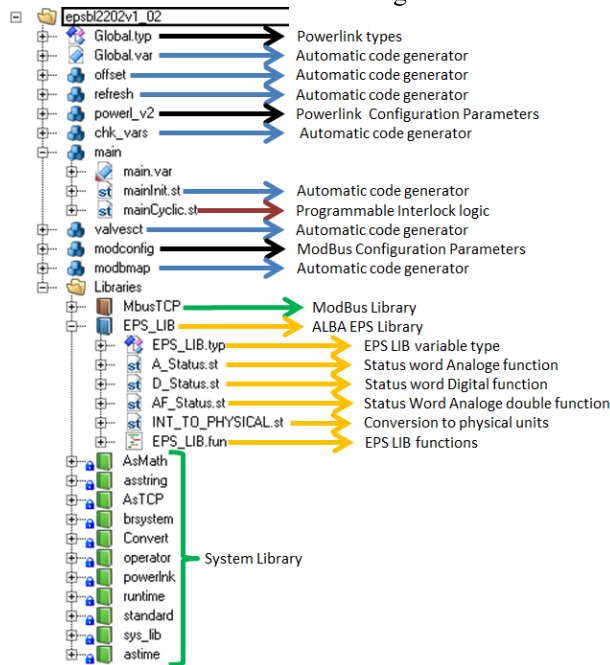 epsbl2202v1_02
Global.typ Powerlink types
Global.var Automatic code generator
offset Automatic code generator
refresh Automatic code generator
powerl_v2 Powerlink Configuration Parameters
chk_vars Automatic code generator
main
main.var
mainInit.st Automatic code generator
mainCyclic.st Programmable Interlock logic
valvesct Automatic code generator
modconfig ModBus Configuration Parameters
modbmap Automatic code generator
Libraries
MbusTCP ModBus Library
EPS_LIB ALBA EPS Library
EPS_LIB.typ EPS LIB variable type
st A_Status.st Status word Analoge function
st D_Status.st Status word Digital function
st AF_Status.st Status Word Analoge double function
st INT_TO_PHYSICAL.st Conversion to physical units
EPS_LIB.fun EPS LIB functions
AsMath
asstring
AsTCP
brsystem
Convert
operator System Library
powerlnk
runtime
standard
sys_lib
astime